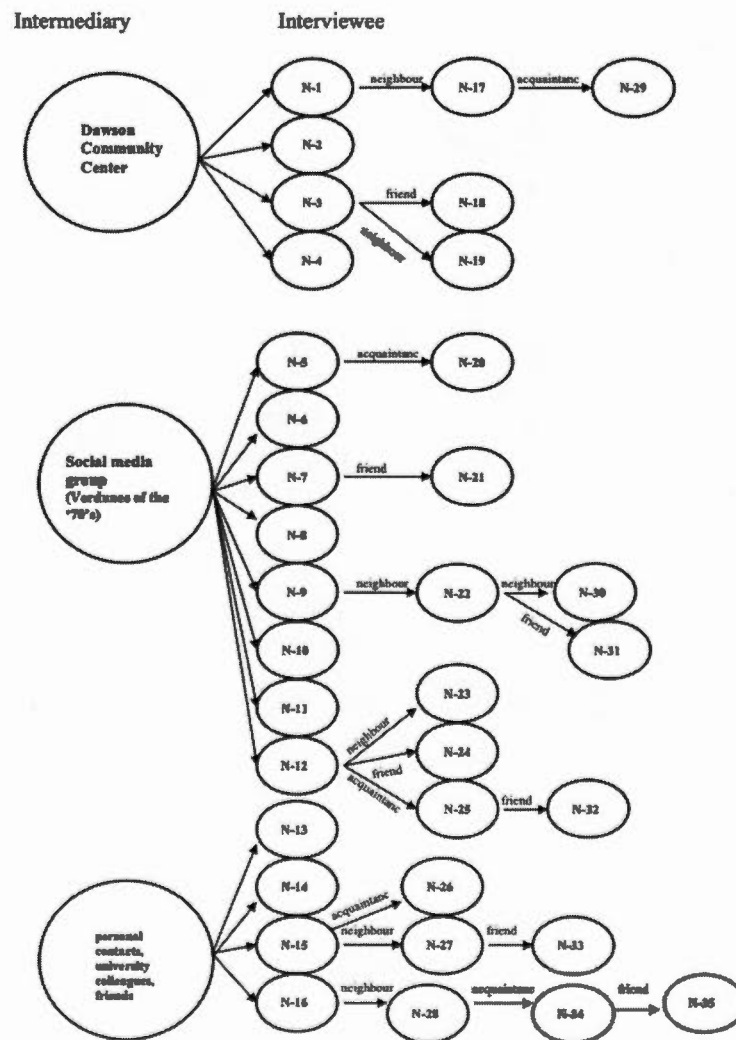 Intermediary Interviewee
Dawson
Community
Center
N-1 neighbour N-17 acquaintanc N-29
N-2
N-3 friend N-18
neighbour N-19
N-4
Social media
group
(Verdunes of the
'70's)
N-5 acquaintanc N-20
N-6
N-7 friend N-21
N-8
N-9 neighbour N-22 neighbour N-30
friend N-31
N-10
N-11
N-12 neighbour N-23
friend N-24
acquaintanc N-25 friend N-32
personal
contacts,
university
colleagues,
friends
N-13
N-14
N-15 acquaintanc N-26
neighbour N-27 friend N-33
N-16 neighbour N-28 acquaintanc N-34 friend N-35